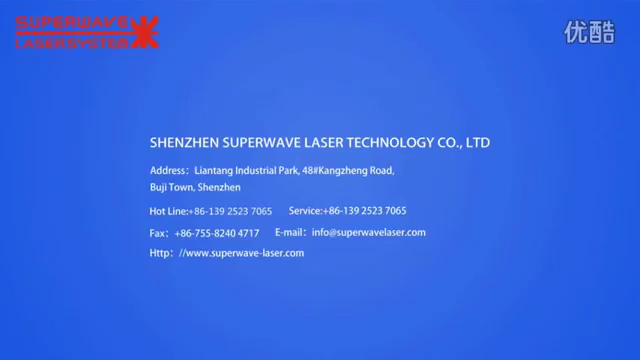 SUPERWAVE
LASERSYSTEM
优酷
SHENZHEN SUPERWAVE LASER TECHNOLOGY CO., LTD
Address：Liantang Industrial Park, 48#Kangzheng Road,
Buji Town, Shenzhen
Hot Line:+86-139 2523 7065 Service:+86-139 2523 7065
Fax：+86-755-8240 4717 E-mail：info@superwavelaser.com
Http：//www.superwave-laser.com